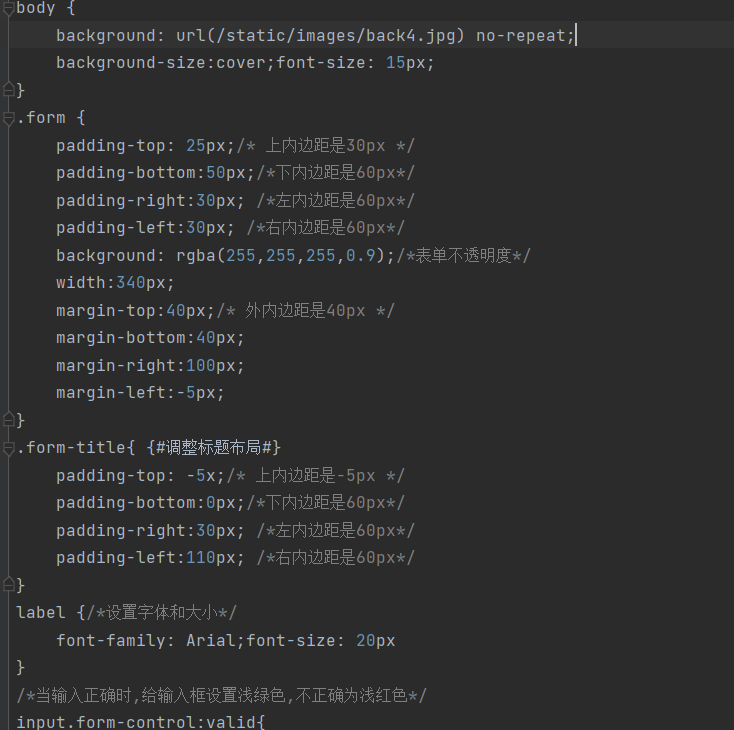 body {
background: url(/static/images/back4.jpg) no-repeat;
background-size:cover;font-size: 15px;
}
.form {
padding-top: 25px;/* 上内边距是30px */
padding-bottom:50px;/*下内边距是60px*/
padding-right:30px; /*左内边距是60px*/
padding-left:30px; /*右内边距是60px*/
background: rgba(255,255,255,0.9);/*表单不透明度*/
width:340px;
margin-top:40px;/* 外内边距是40px */
margin-bottom:40px;
margin-right:100px;
margin-left:-5px;
}
.form-title{ {#调整标题布局#}
padding-top: -5x;/* 上内边距是-5px */
padding-bottom:0px;/*下内边距是60px*/
padding-right:30px; /*左内边距是60px*/
padding-left:110px; /*右内边距是60px*/
}
label {/*设置字体和大小*/
font-family: Arial;font-size: 20px
}
/*当输入正确时,给输入框设置浅绿色,不正确为浅红色*/
input.form-control:valid{